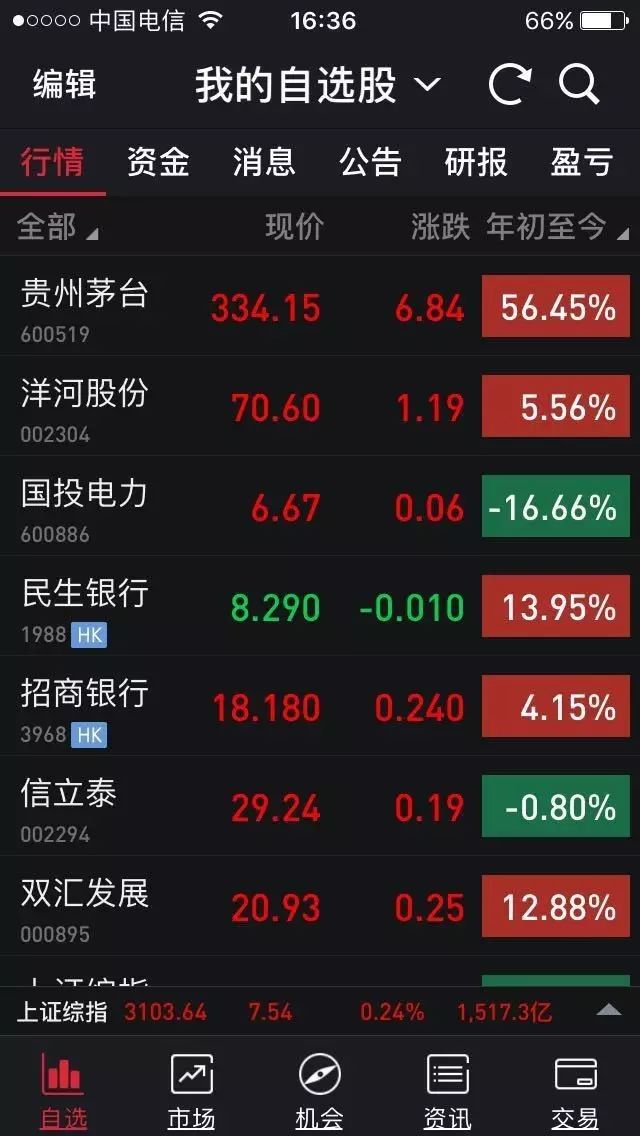 中国电信 16:36 66%
编辑 我的自选股
行情 资金 消息 公告 研报 盈亏
全部 现价 涨跌 年初至今
贵州茅台 334.15 6.84 56.45%
600519
洋河股份 70.60 1.19 5.56%
002304
国投电力 6.67 0.06 -16.66%
600886
民生银行 8.290 -0.010 13.95%
1988 HK
招商银行 18.180 0.240 4.15%
3968 HK
信立泰 29.24 0.19 -0.80%
002294
双汇发展 20.93 0.25 12.88%
000895
上证综指 3103.64 7.54 0.24% 1,517.3亿
自选 市场 机会 资讯 交易